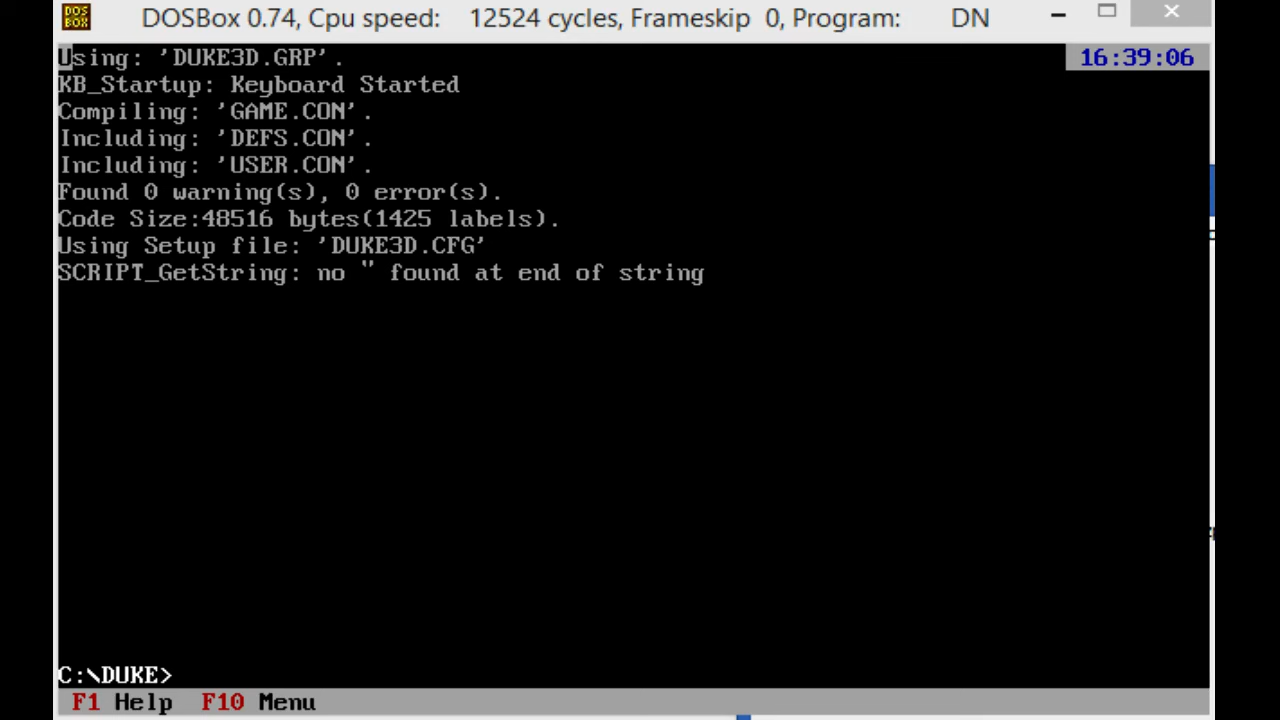 DOS BOX DOSBox 0.74, Cpu speed: 12524 cycles, Frameskip 0, Program: DN
Using: 'DUKE3D.GRP'. 16:39:06
KB_Startup: Keyboard Started
Compiling: 'GAME.CON'.
Including: 'DEFS.CON'.
Including: 'USER.CON'.
Found 0 warning(s), 0 error(s).
Code Size:48516 bytes(1425 labels).
Using Setup file: 'DUKE3D.CFG'
SCRIPT_GetString: no " found at end of string
C:\DUKE>
F1 Help F10 Menu